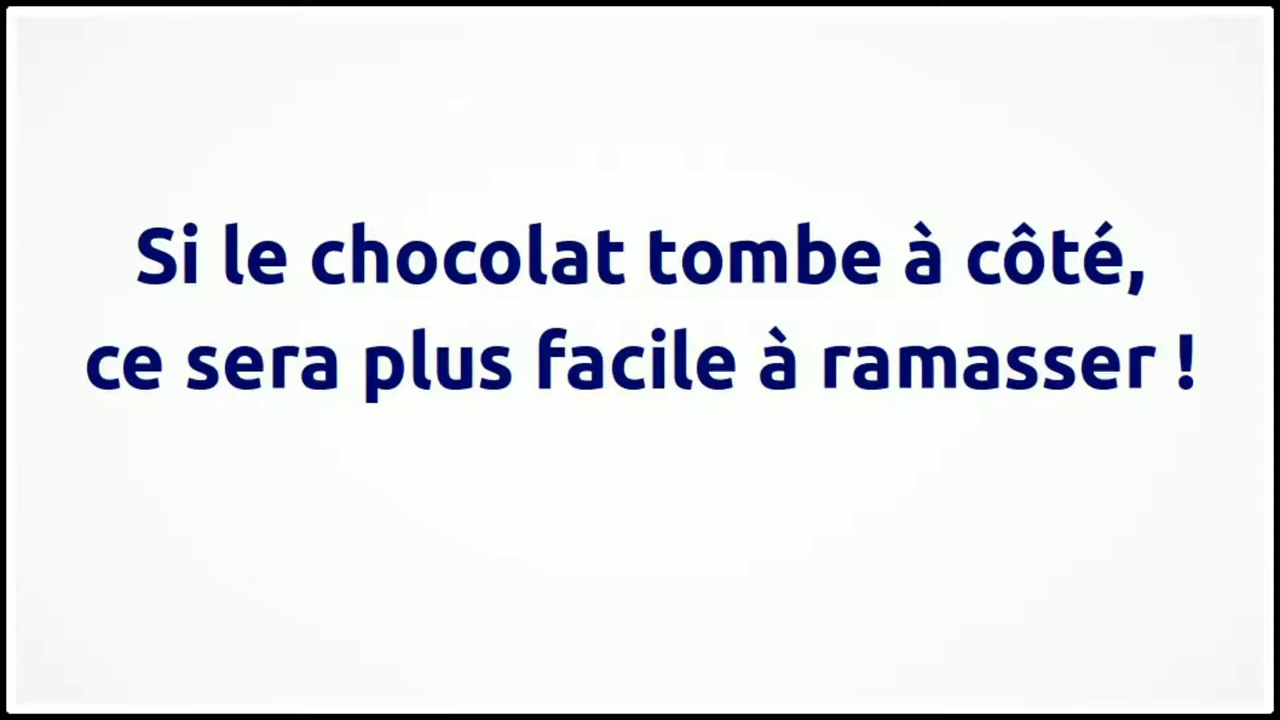 Si le chocolat tombe à côté,
ce sera plus facile à ramasser !